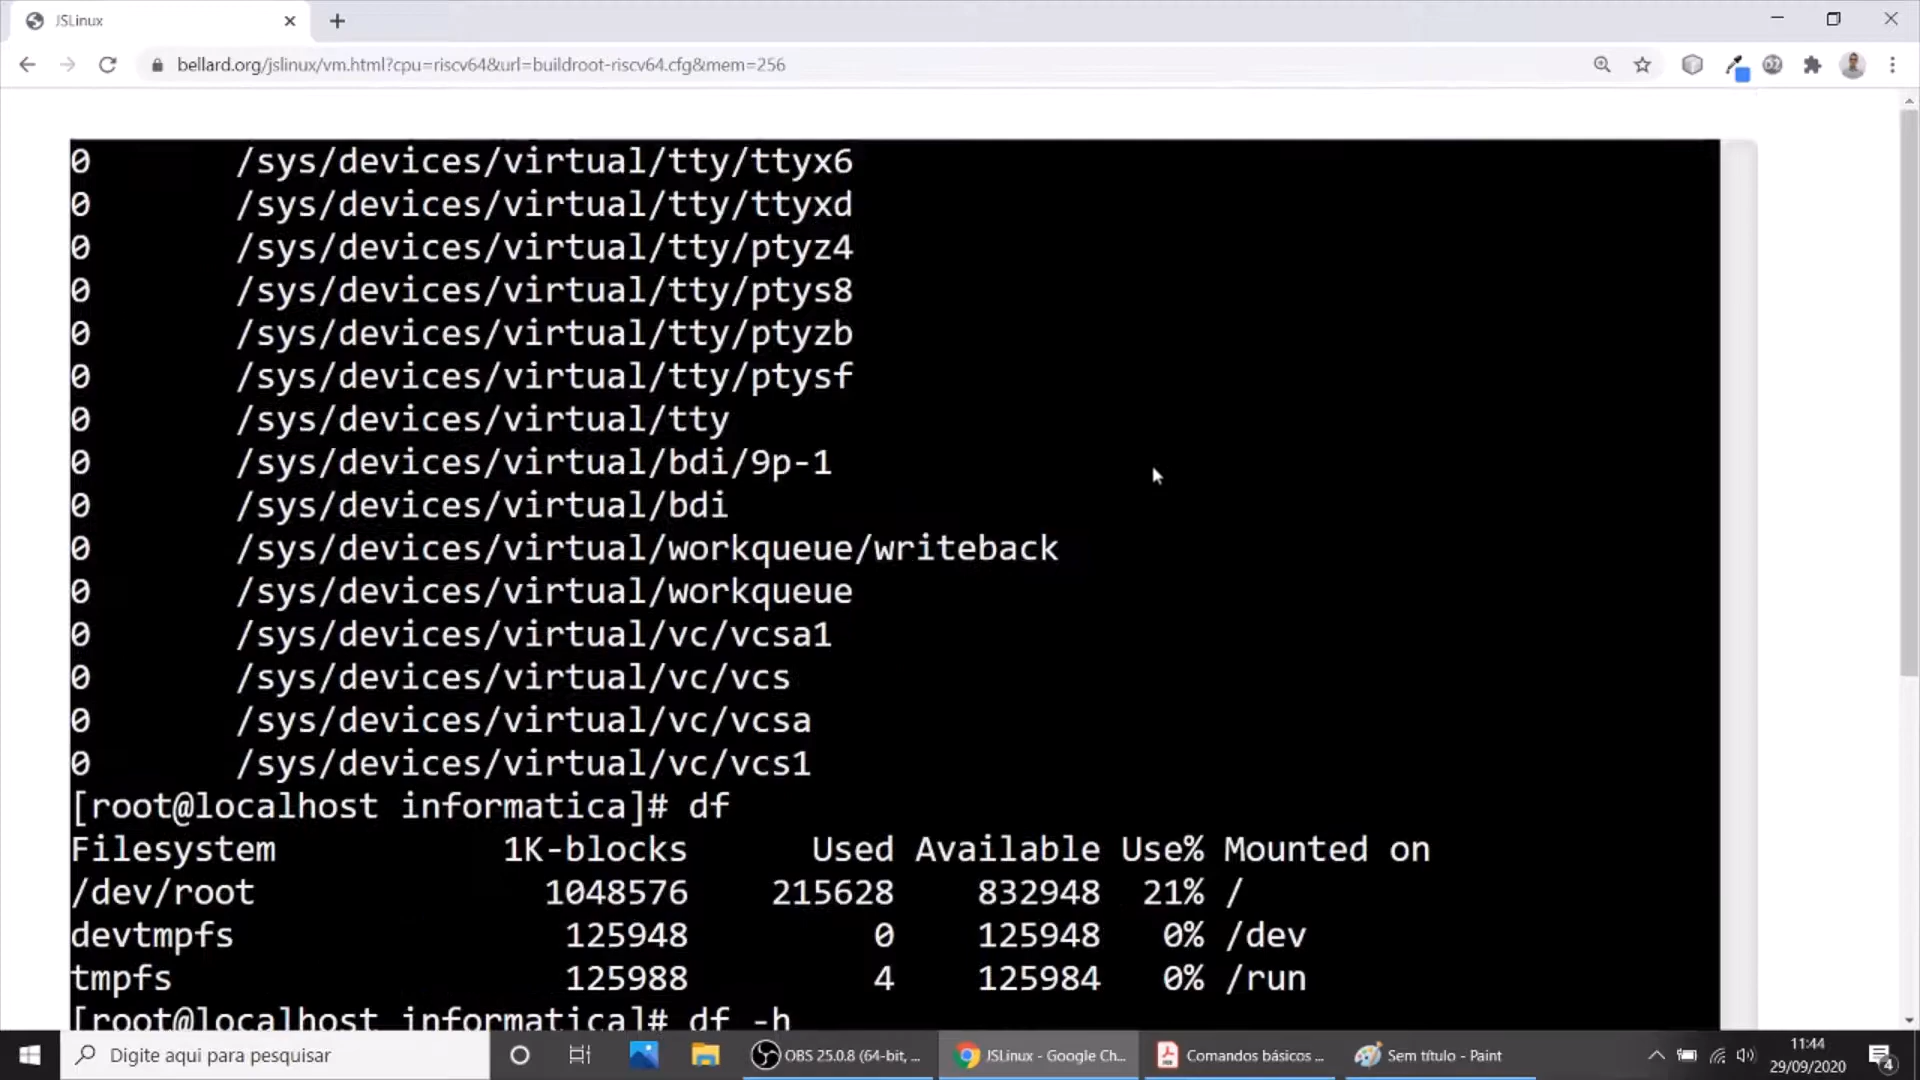 JSLinux
bellard.org/jslinux/vm.html?cpu=riscv64&url=buildroot-riscv64.cfg&mem=256
0 /sys/devices/virtual/tty/ttyx6
0 /sys/devices/virtual/tty/ttyxd
0 /sys/devices/virtual/tty/ptyz4
0 /sys/devices/virtual/tty/ptys8
0 /sys/devices/virtual/tty/ptyzb
0 /sys/devices/virtual/tty/ptysf
0 /sys/devices/virtual/tty
0 /sys/devices/virtual/bdi/9p-1
0 /sys/devices/virtual/bdi
0 /sys/devices/virtual/workqueue/writeback
0 /sys/devices/virtual/workqueue
0 /sys/devices/virtual/vc/vcsa1
0 /sys/devices/virtual/vc/vcs
0 /sys/devices/virtual/vc/vcsa
0 /sys/devices/virtual/vc/vcs1
[root@localhost informatica]# df
Filesystem 1K-blocks Used Available Use% Mounted on
/dev/root 1048576 215628 832948 21% /
devtmpfs 125948 0 125948 0% /dev
tmpfs 125988 4 125984 0% /run
[root@localhost informatica]# df -h
Digite aqui para pesquisar
OBS 25.0.8 (64-bit, ...
JSLinux - Google Ch...
Comandos básicos ...
Sem título - Paint
11:44
29/09/2020
4